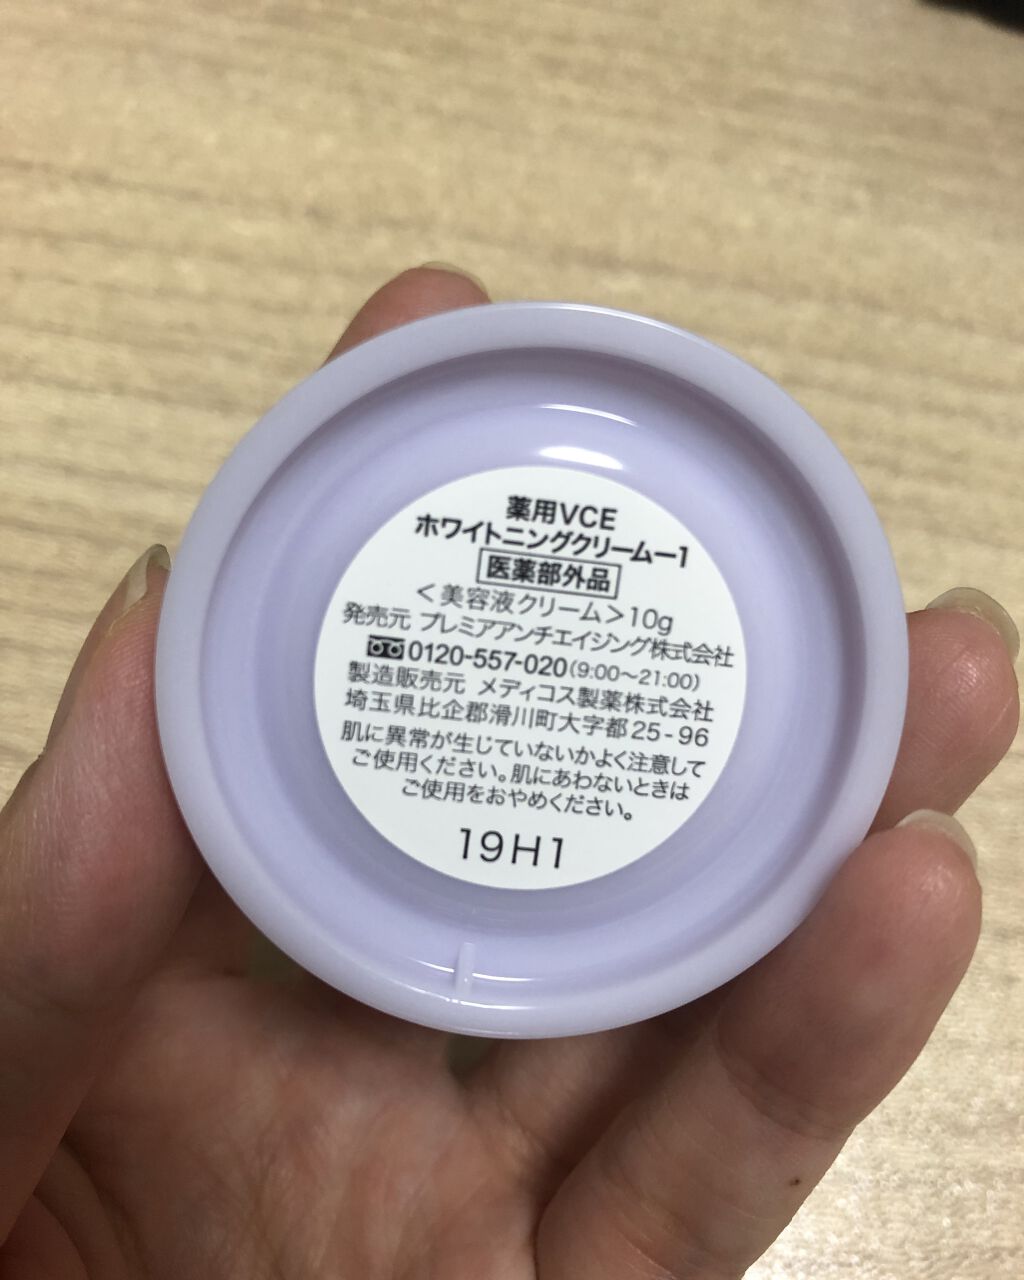 薬用VCE
ホワイトニングクリームー1
医薬部外品
＜美容液クリーム＞10g
発売元 プレミアアンチエイジング株式会社
0120-557-020(9:00～21:00)
製造販売元 メディコス製薬株式会社
埼玉県比企郡滑川町大字都25-96
肌に異常が生じていないかよく注意して
ご使用ください。肌にあわないときは
ご使用をおやめください。
19H1